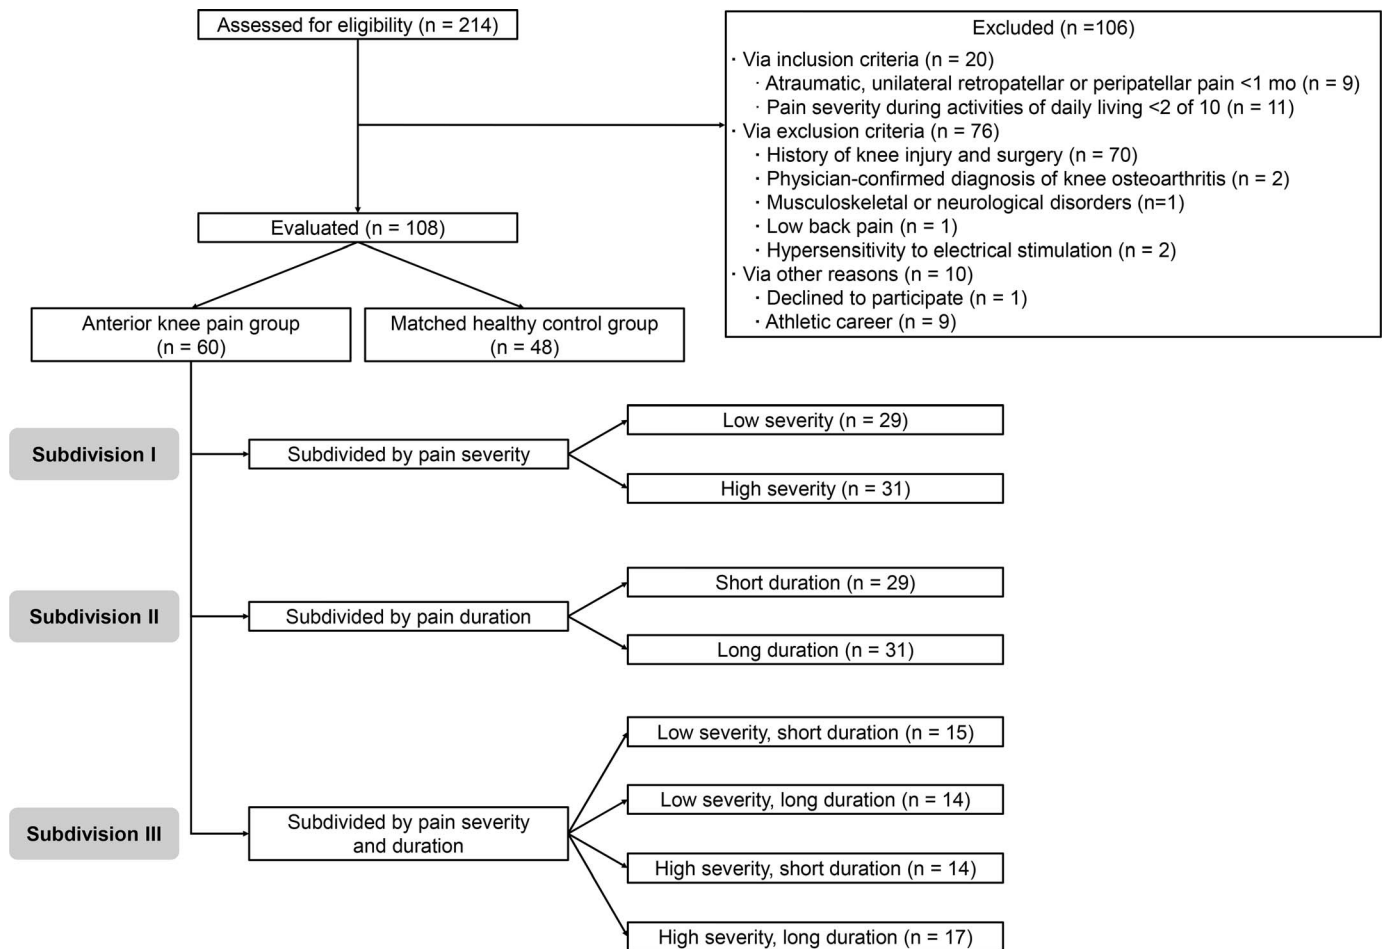 Assessed for eligibility (n = 214)
Excluded (n =106)
· Via inclusion criteria (n = 20)
· Atraumatic, unilateral retropatellar or peripatellar pain <1 mo (n = 9)
· Pain severity during activities of daily living <2 of 10 (n = 11)
· Via exclusion criteria (n = 76)
· History of knee injury and surgery (n = 70)
· Physician-confirmed diagnosis of knee osteoarthritis (n = 2)
· Musculoskeletal or neurological disorders (n=1)
· Low back pain (n = 1)
· Hypersensitivity to electrical stimulation (n = 2)
· Via other reasons (n = 10)
· Declined to participate (n = 1)
· Athletic career (n = 9)
Evaluated (n = 108)
Anterior knee pain group
(n = 60)
Matched healthy control group
(n = 48)
Subdivision I
Subdivided by pain severity
Low severity (n = 29)
High severity (n = 31)
Subdivision II
Subdivided by pain duration
Short duration (n = 29)
Long duration (n = 31)
Subdivision III
Subdivided by pain severity
and duration
Low severity, short duration (n = 15)
Low severity, long duration (n = 14)
High severity, short duration (n = 14)
High severity, long duration (n = 17)